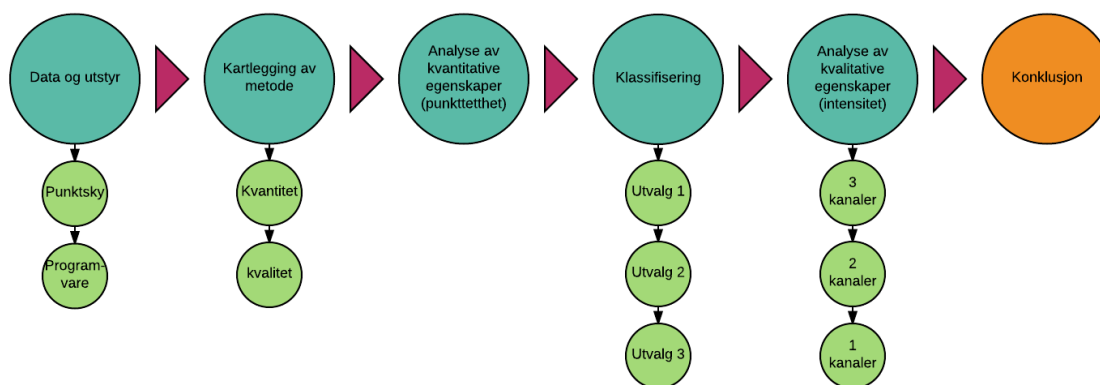 Data og utstyr
Kartlegging av
metode
Analyse av
kvantitative
egenskaper
(punkttetthet)
Klassifisering
Analyse av
kvalitative
egenskaper
(intensitet)
Konklusjon
Punktsky
Program-
vare
Kvantitet
kvalitet
Utvalg 1
Utvalg 2
Utvalg 3
3
kanaler
2
kanaler
1
kanaler